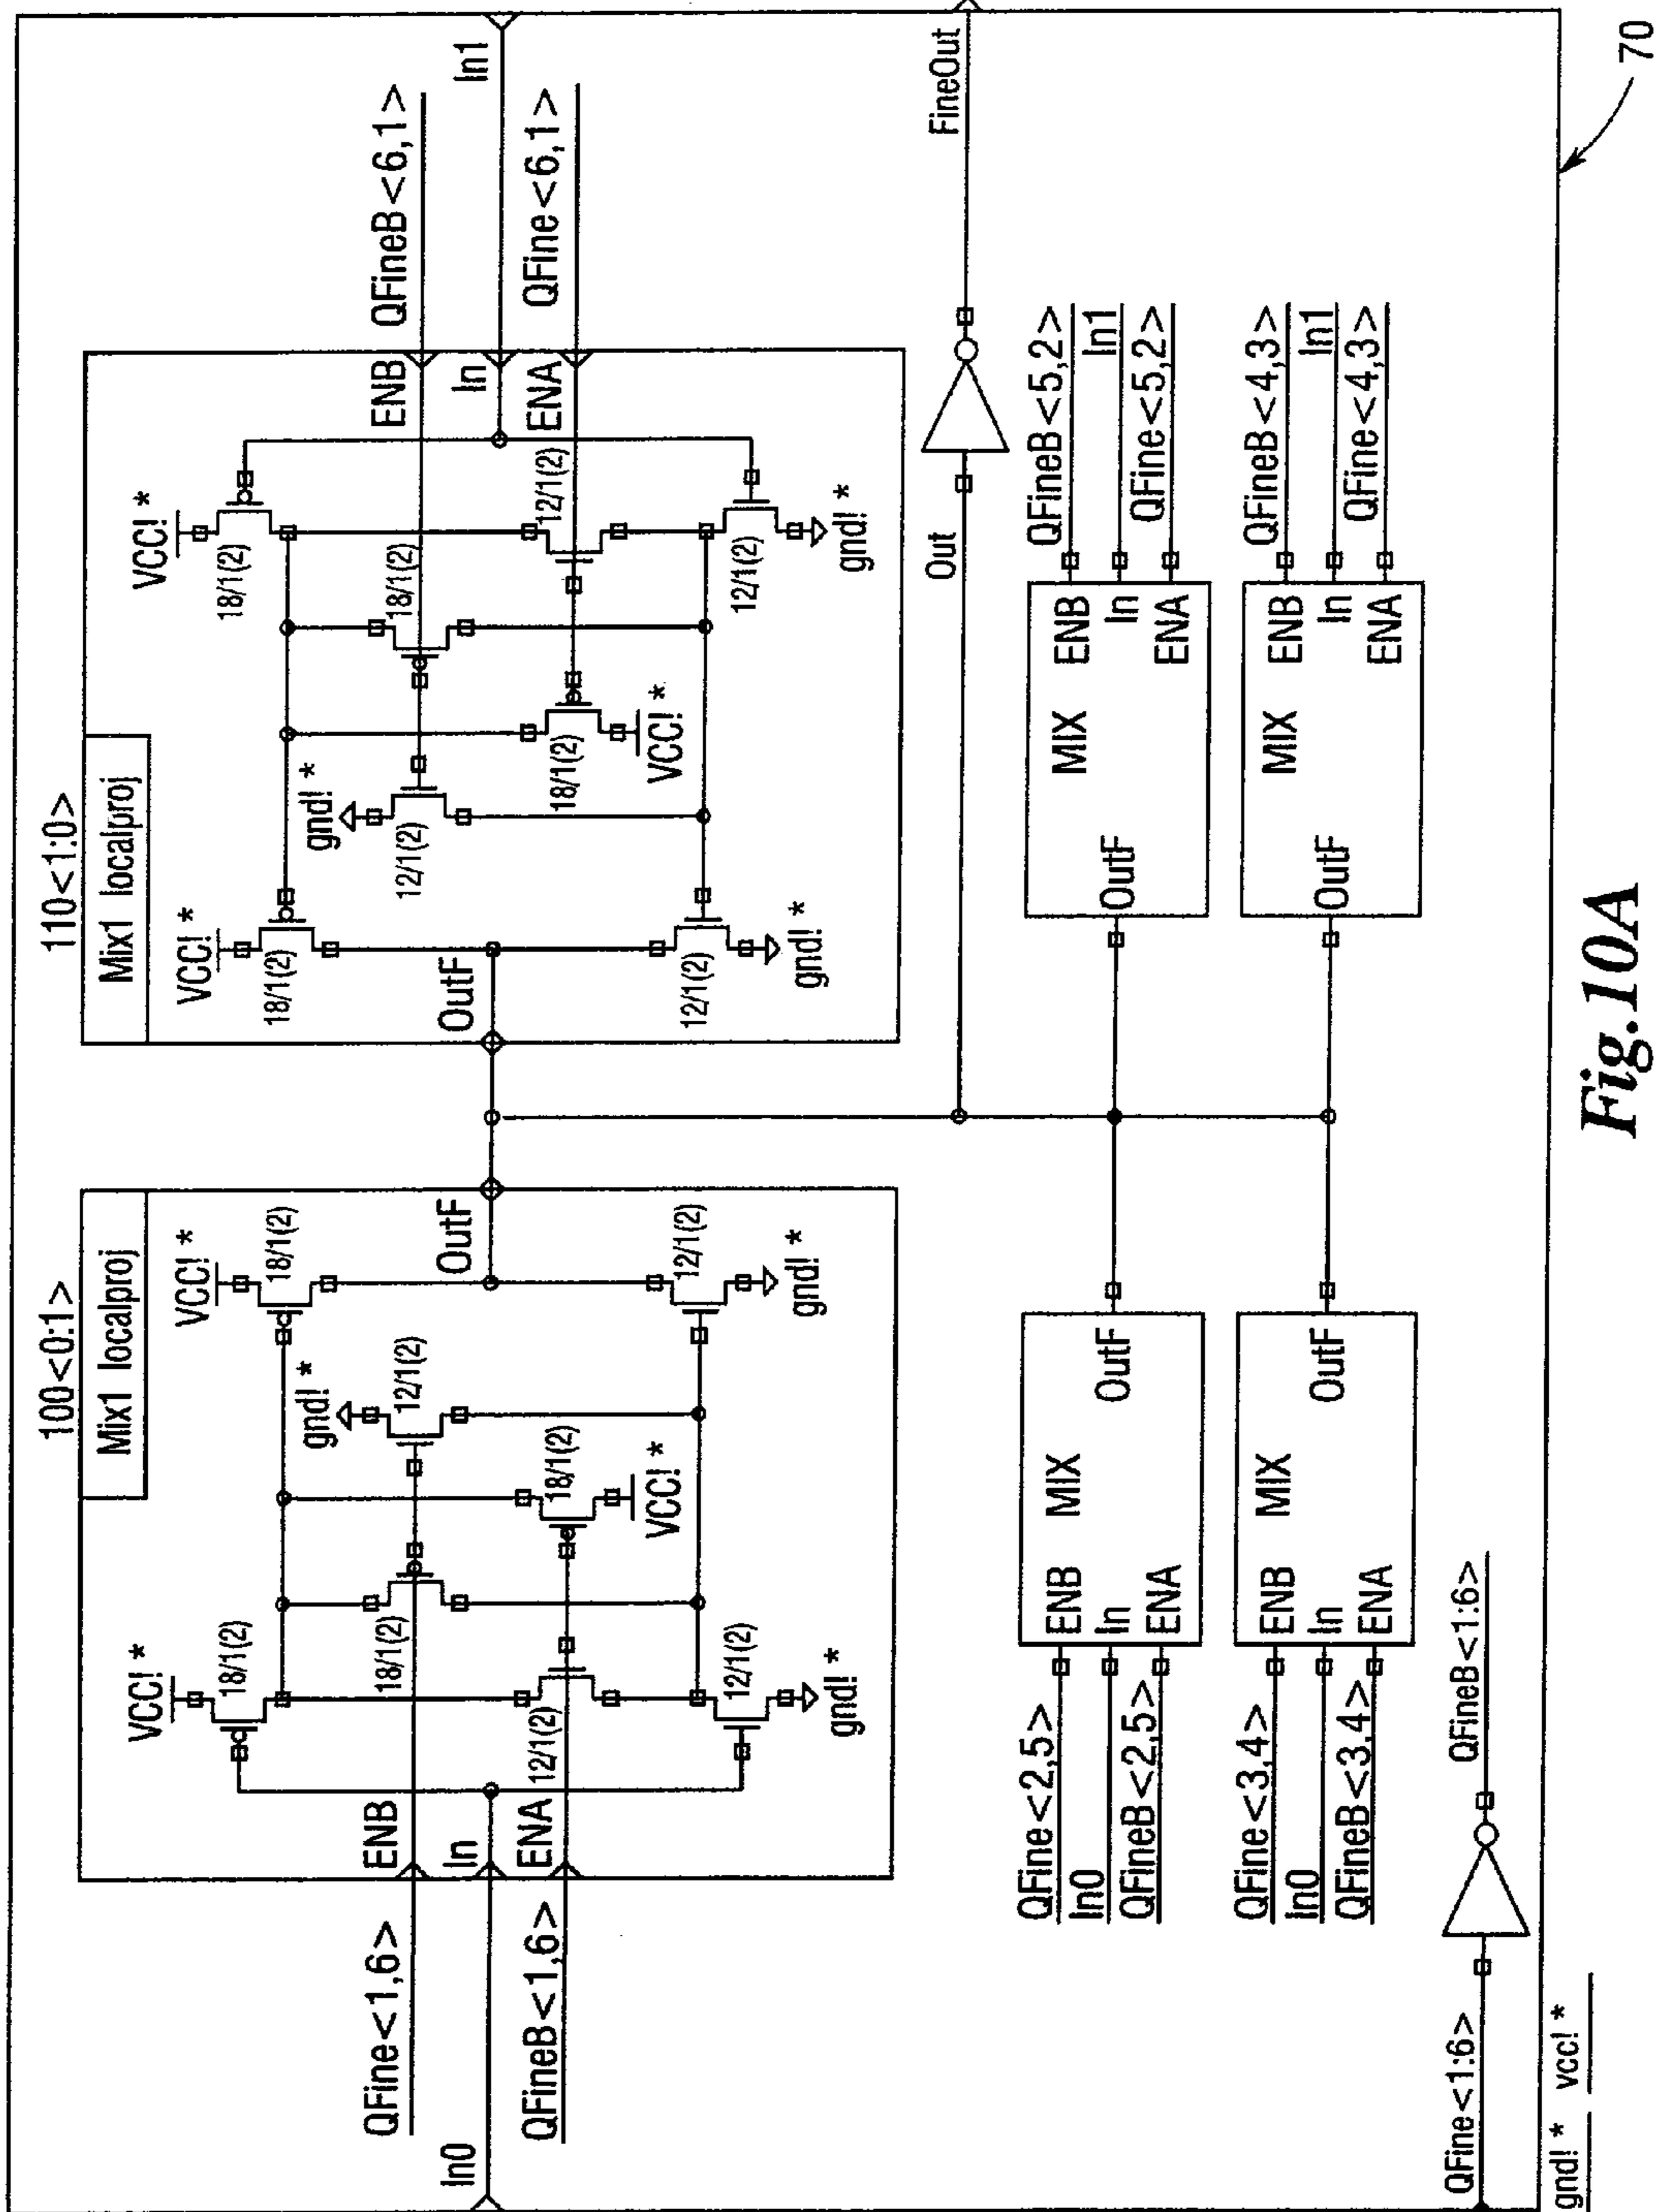 100<0:1>
Mix1 localproj
VCC! *
18/1(2)
VCC! *
18/1(2)
gnd! *
12/1(2)
18/1(2)
18/1(2)
VCC! *
12/1(2)
12/1(2)
gnd! *
12/1(2)
gnd! *
ENB
In
ENA
OutF
QFine<1,6>
In0
QFineB<1,6>
110<1:0>
Mix1 localproj
VCC! *
18/1(2)
VCC! *
18/1(2)
gnd! *
12/1(2)
18/1(2)
18/1(2)
VCC! *
12/1(2)
12/1(2)
gnd! *
12/1(2)
gnd! *
OutF
ENB
In
ENA
QFineB<6,1>
In1
QFine<6,1>
Out
FineOut
QFine<2,5>
In0
QFineB<2,5>
ENB
In
ENA
MIX
OutF
OutF
MIX
ENB
In
ENA
QFineB<5,2>
In1
QFine<5,2>
QFine<3,4>
In0
QFineB<3,4>
ENB
In
ENA
MIX
OutF
OutF
MIX
ENB
In
ENA
QFineB<4,3>
In1
QFine<4,3>
QFine<1:6>
QFineB<1:6>
gnd! * vcc! *
70
Fig.10A